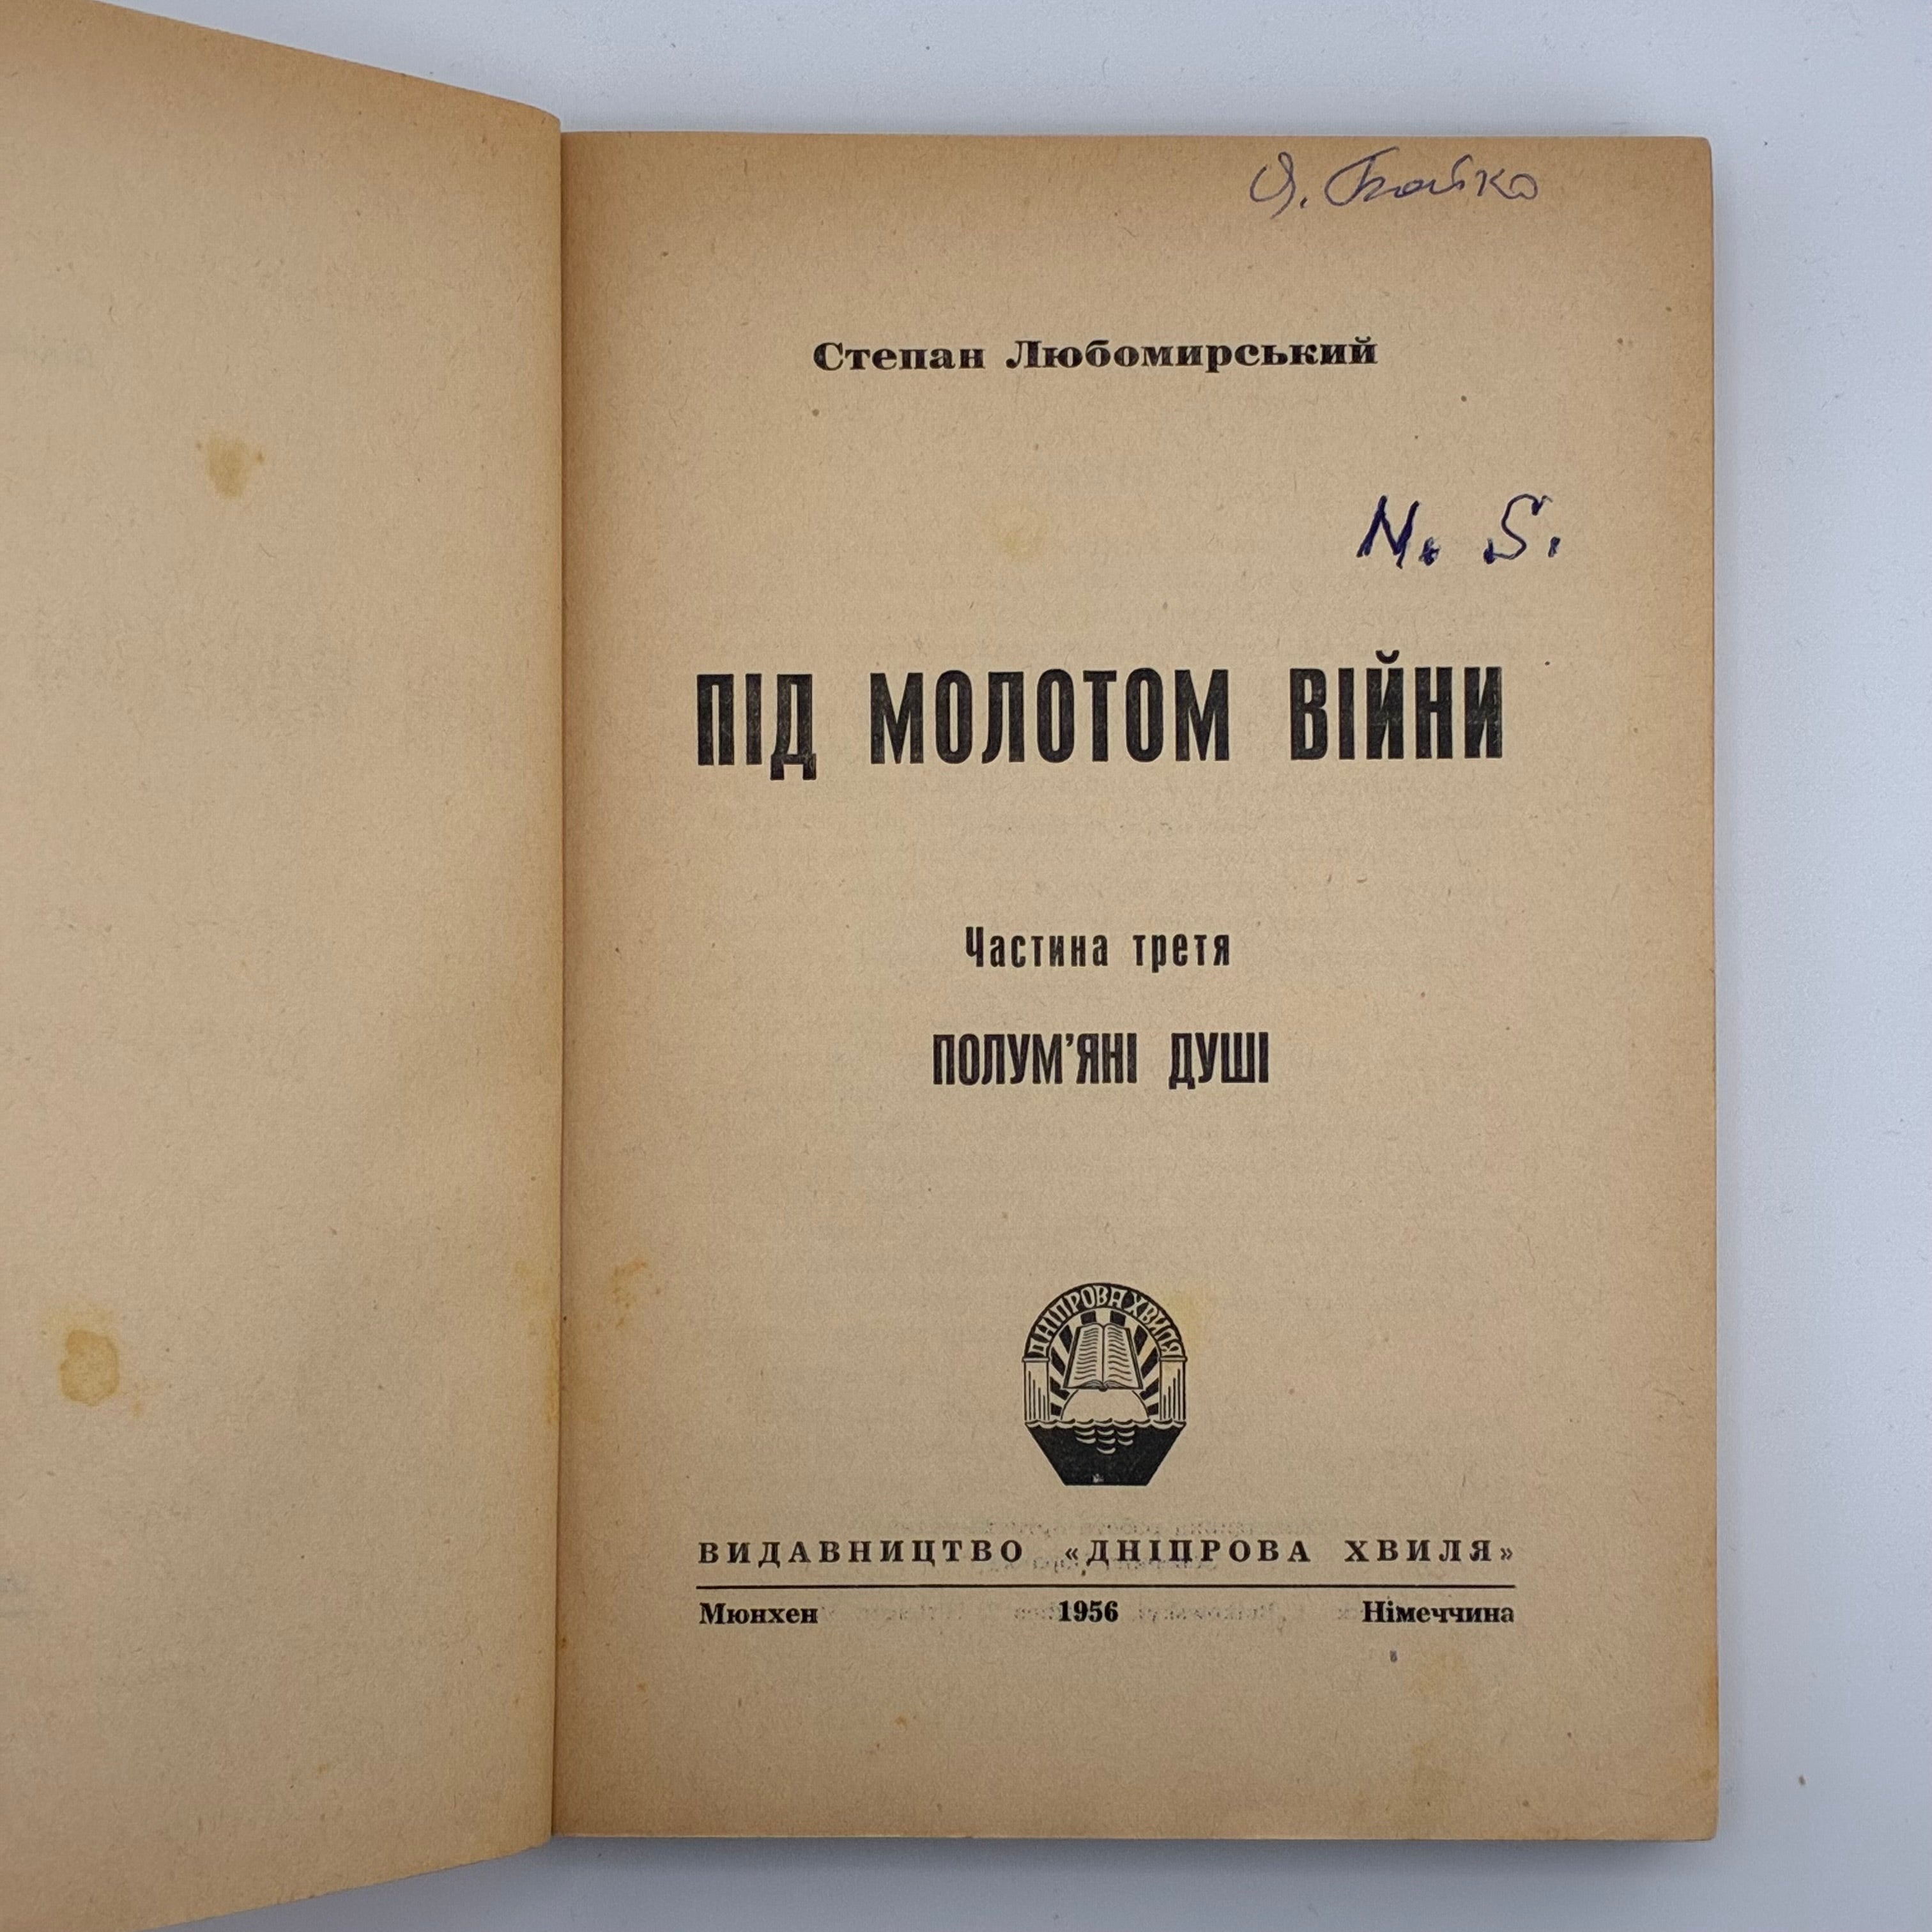 Я. Бойко
Степан Любомирський
N. S.
ПІД МОЛОТОМ ВІЙНИ
Частина третя
ПОЛУМ'ЯНІ ДУШІ
ДНІПРОВА ХВИЛЯ
ВИДАВНИЦТВО «ДНІПРОВА ХВИЛЯ»
Мюнхен 1956 Німеччина